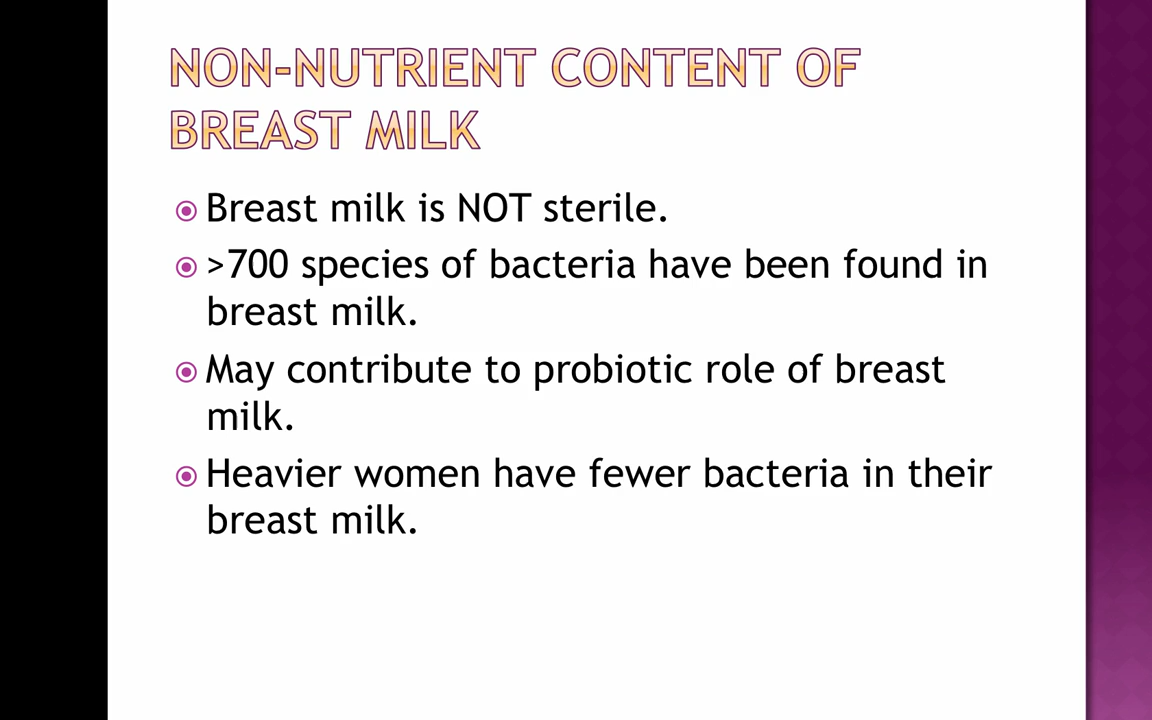 NON-NUTRIENT CONTENT OF
BREAST MILK
Breast milk is NOT sterile.
>700 species of bacteria have been found in
breast milk.
May contribute to probiotic role of breast
milk.
Heavier women have fewer bacteria in their
breast milk.